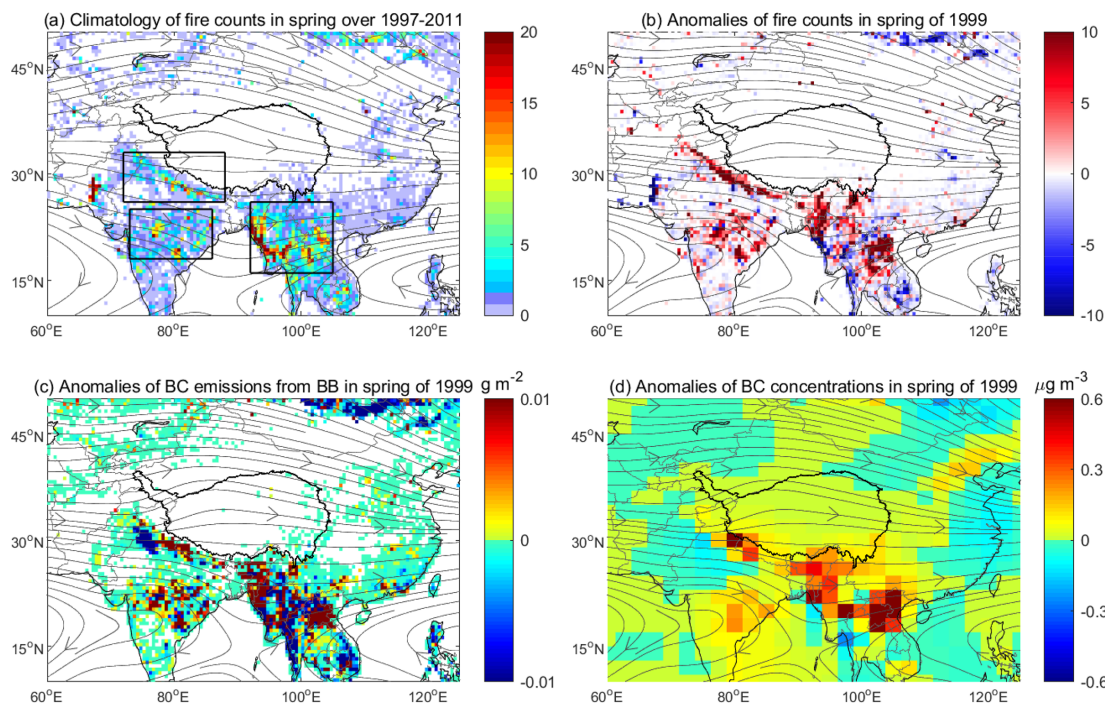 (a) Climatology of fire counts in spring over 1997-2011
(b) Anomalies of fire counts in spring of 1999
45°N
30°N
15°N
60°E
80°E
100°E
120°E
20
15
10
5
0
45°N
30°N
15°N
60°E
80°E
100°E
120°E
10
5
0
-5
-10
(c) Anomalies of BC emissions from BB in spring of 1999
g m⁻²
(d) Anomalies of BC concentrations in spring of 1999
μg m⁻³
45°N
30°N
15°N
60°E
80°E
100°E
120°E
0.01
0
-0.01
45°N
30°N
15°N
60°E
80°E
100°E
120°E
0.6
0.3
0
-0.3
-0.6